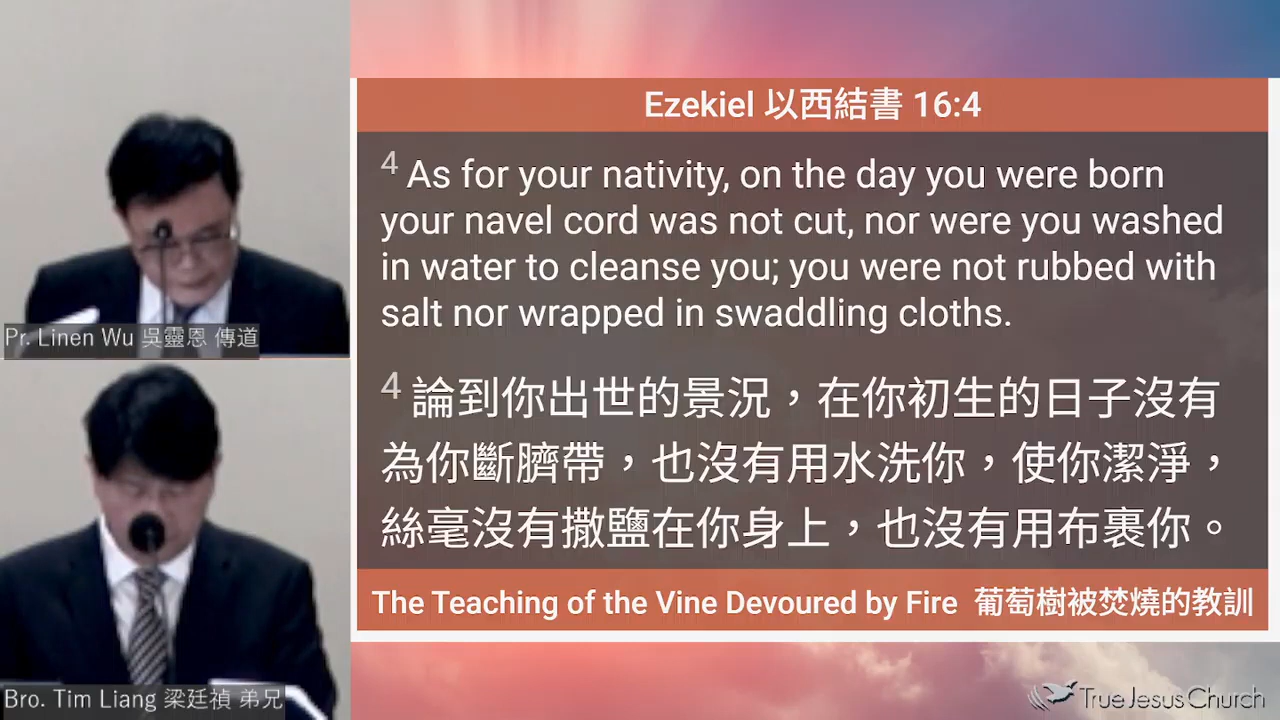 Ezekiel 以西結書 16:4
4 As for your nativity, on the day you were born
your navel cord was not cut, nor were you washed
in water to cleanse you; you were not rubbed with
salt nor wrapped in swaddling cloths.
4 論到你出世的景況，在你初生的日子沒有
為你斷臍帶，也沒有用水洗你，使你潔淨，
絲毫沒有撒鹽在你身上，也沒有用布裹你。
The Teaching of the Vine Devoured by Fire 葡萄樹被焚燒的教訓
Pr. Linen Wu 吳靈恩 傳道
Bro. Tim Liang 梁廷禎 弟兄
True Jesus Church